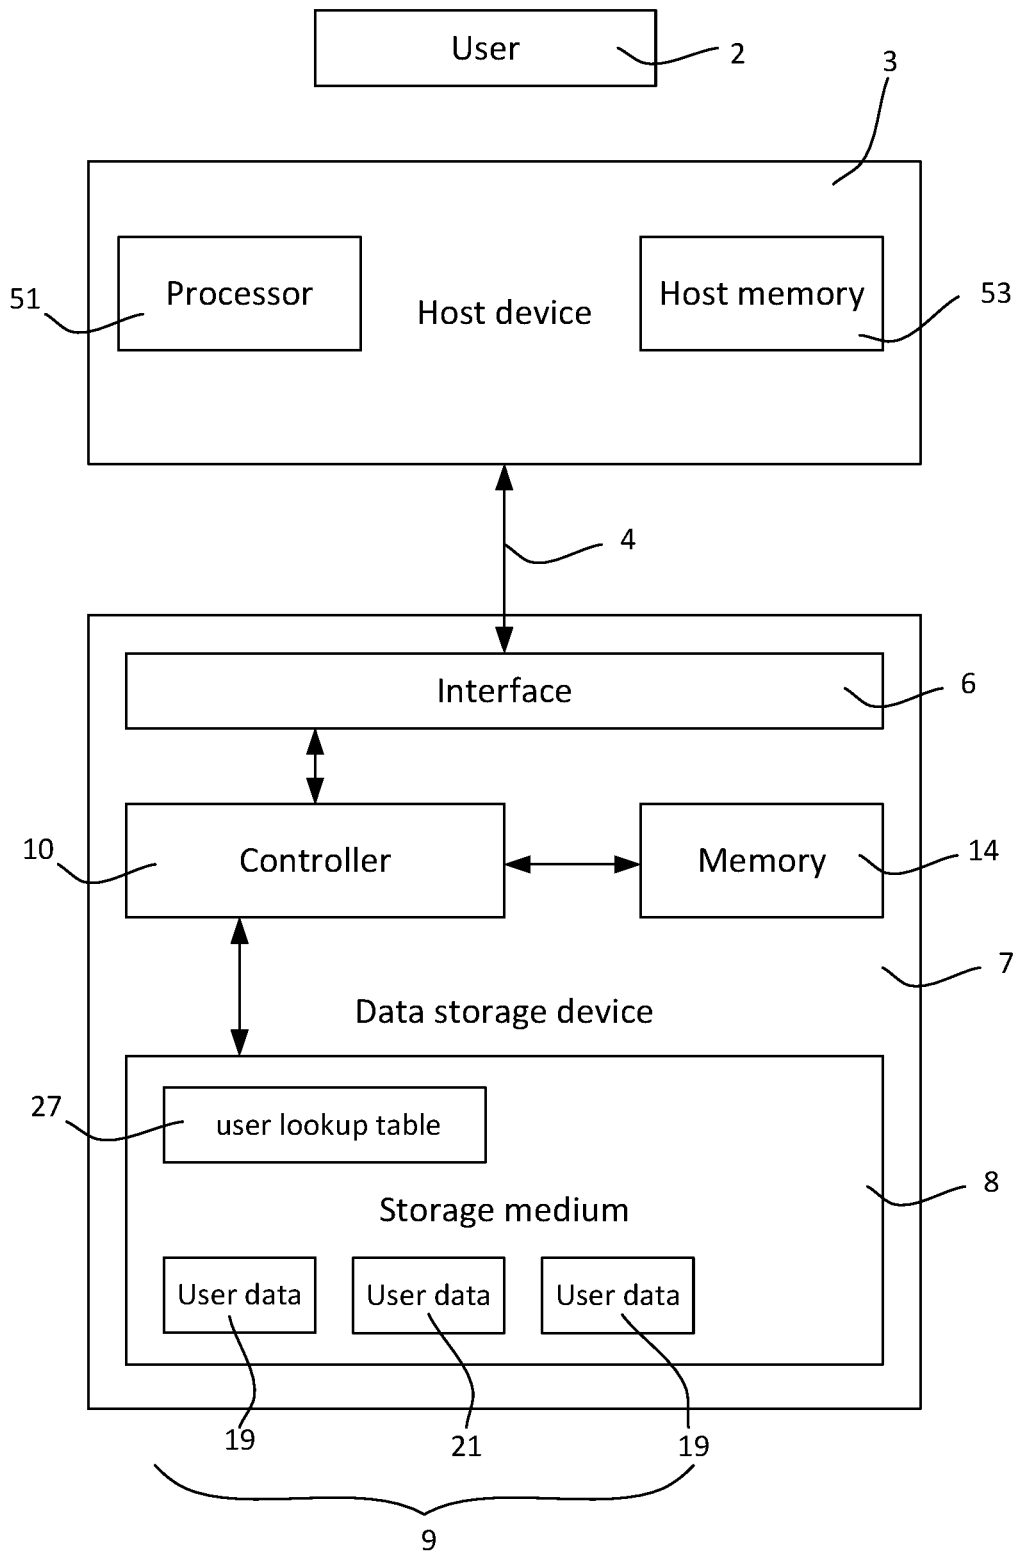 User
2
3
Processor
Host memory
51
53
Host device
4
Interface
6
10
Controller
Memory
14
7
Data storage device
27
user lookup table
8
Storage medium
User data
User data
User data
19
21
19
9